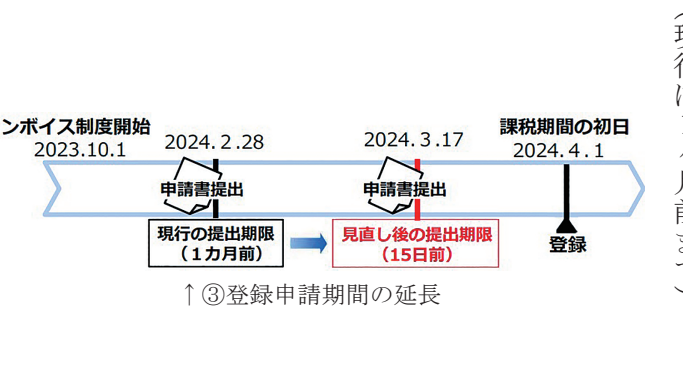 ンボイス制度開始
2023.10.1
2024.2.28
2024.3.17
課税期間の初日
2024.4.1
申請書提出
申請書提出
現行の提出期限
（1カ月前）
見直し後の提出期限
（15日前）
登録
↑③登録申請期間の延長